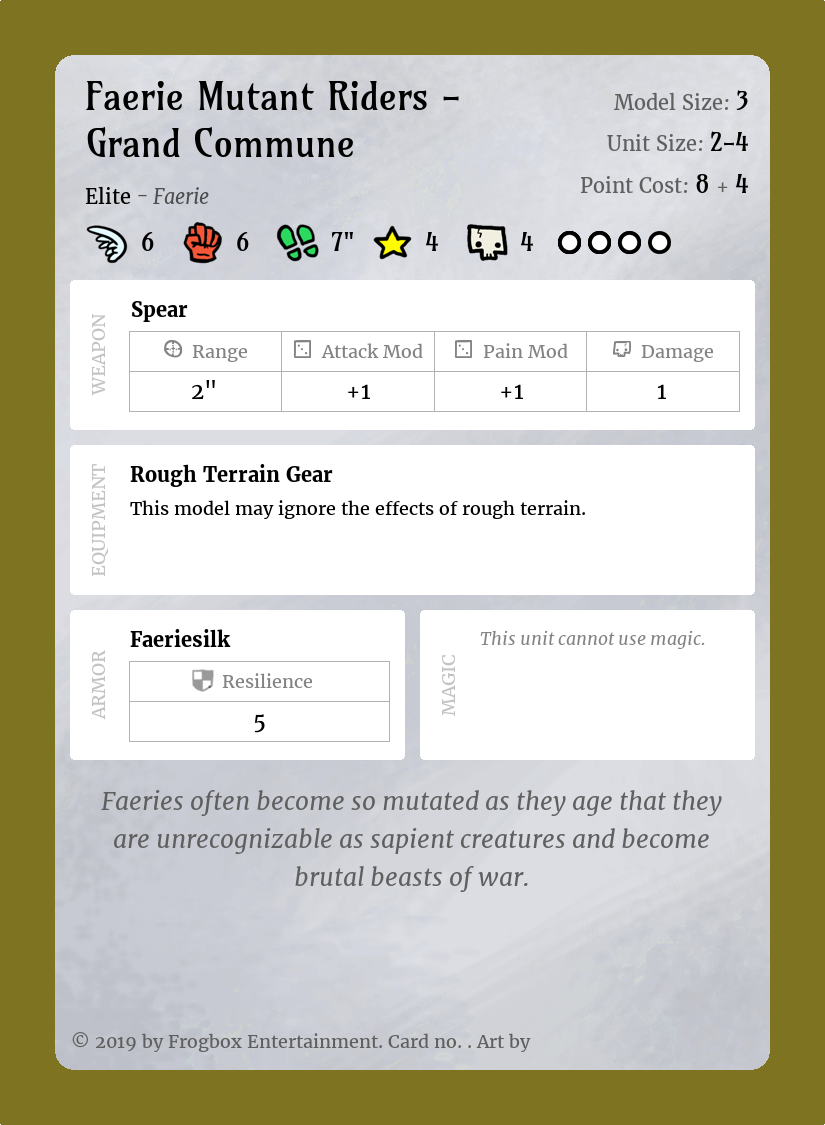 Faerie Mutant Riders –
Grand Commune
Model Size: 3
Unit Size: 2–4
Point Cost: 8 + 4
Elite – Faerie
6 6 7" 4 4
WEAPON
Spear
Range Attack Mod Pain Mod Damage
2" +1 +1 1
EQUIPMENT
Rough Terrain Gear
This model may ignore the effects of rough terrain.
ARMOR
Faeriesilk
Resilience
5
MAGIC
This unit cannot use magic.
Faeries often become so mutated as they age that they
are unrecognizable as sapient creatures and become
brutal beasts of war.
© 2019 by Frogbox Entertainment. Card no. . Art by